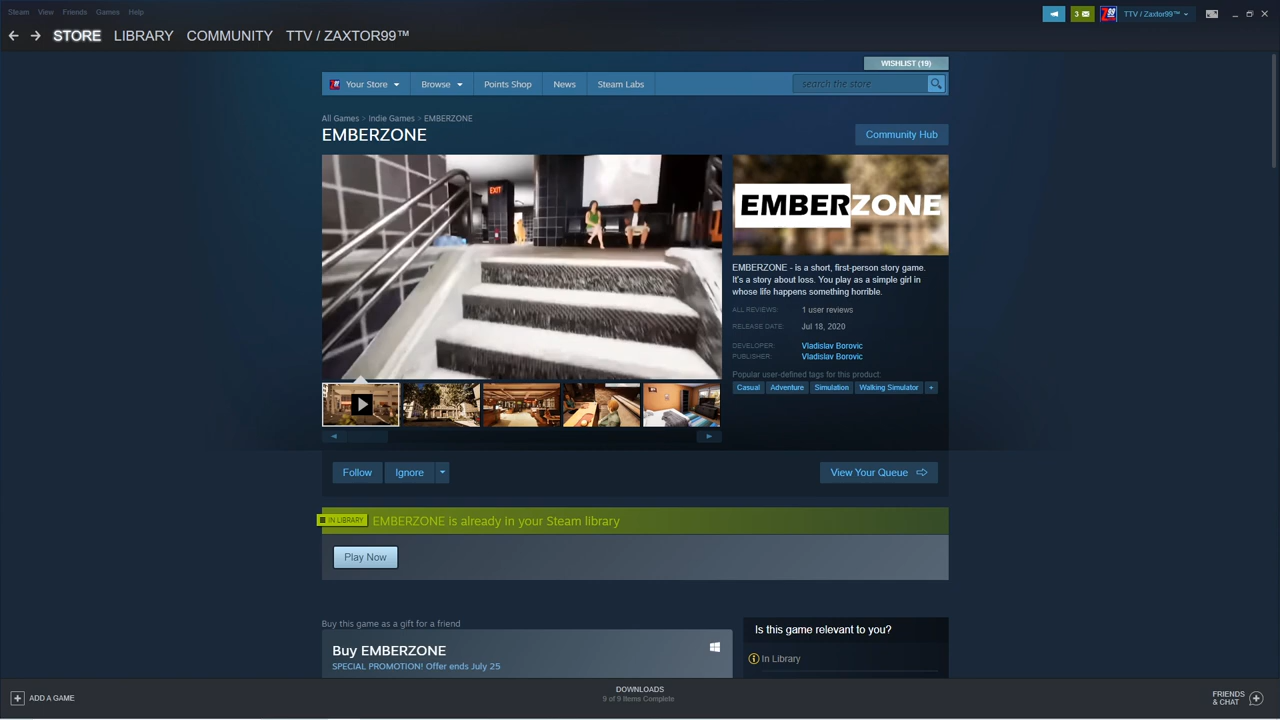 Steam View Friends Games Help
3 TTV / Zaxtor99™
STORE LIBRARY COMMUNITY TTV / ZAXTOR99™
WISHLIST (19)
Your Store Browse Points Shop News Steam Labs search the store
All Games > Indie Games > EMBERZONE
EMBERZONE
Community Hub
EXIT
EMBERZONE
EMBERZONE - is a short, first-person story game.
It's a story about loss. You play as a simple girl in
whose life happens something horrible.
ALL REVIEWS: 1 user reviews
RELEASE DATE: Jul 18, 2020
DEVELOPER: Vladislav Borovic
PUBLISHER: Vladislav Borovic
Popular user-defined tags for this product:
Casual Adventure Simulation Walking Simulator +
Follow Ignore View Your Queue
IN LIBRARY EMBERZONE is already in your Steam library
Play Now
Buy this game as a gift for a friend
Buy EMBERZONE
SPECIAL PROMOTION! Offer ends July 25
Is this game relevant to you?
In Library
ADD A GAME
DOWNLOADS
9 of 9 Items Complete
FRIENDS
& CHAT